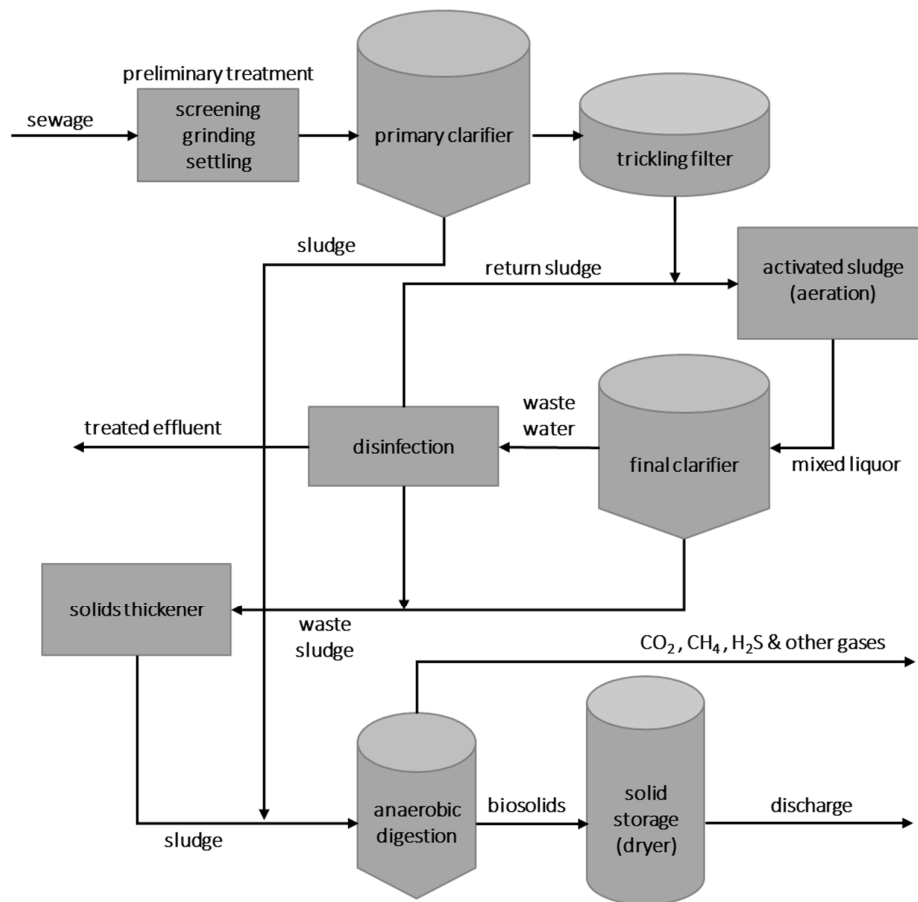 preliminary treatment
sewage
screening
grinding
settling
primary clarifier
trickling filter
sludge
return sludge
activated sludge
(aeration)
treated effluent
disinfection
waste
water
final clarifier
mixed liquor
solids thickener
waste
sludge
CO₂ , CH₄ , H₂S & other gases
sludge
anaerobic
digestion
biosolids
solid
storage
(dryer)
discharge